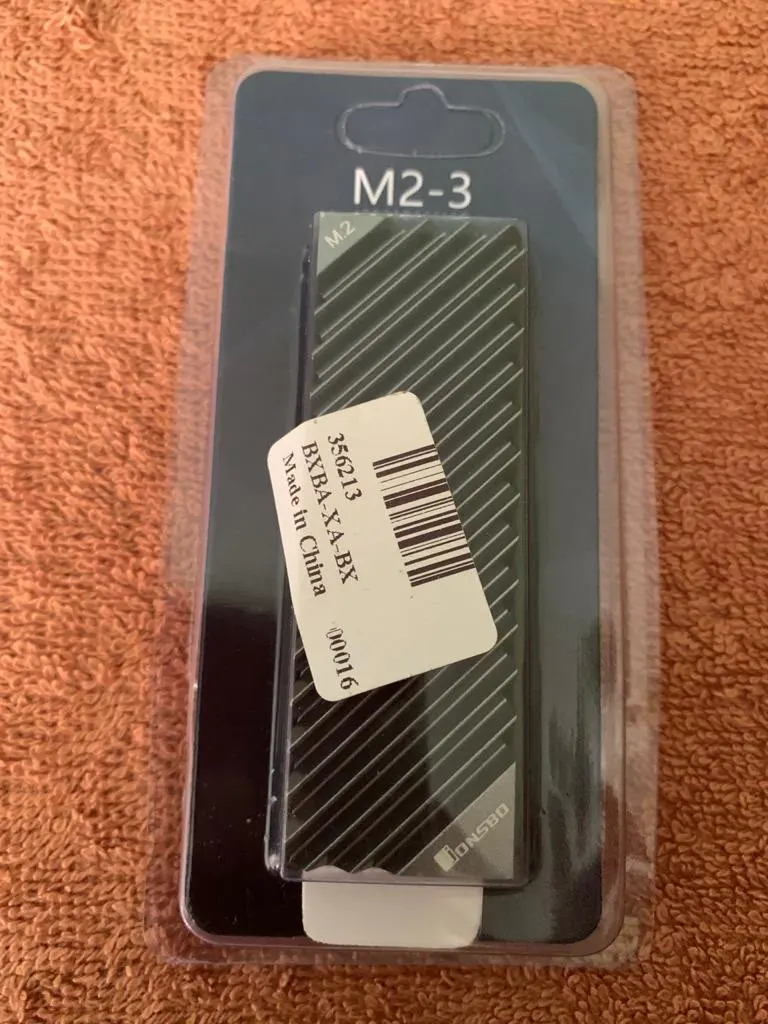 M2-3
M.2
356213
BXBA-XA-BX
Made in China
00016
JONSBO